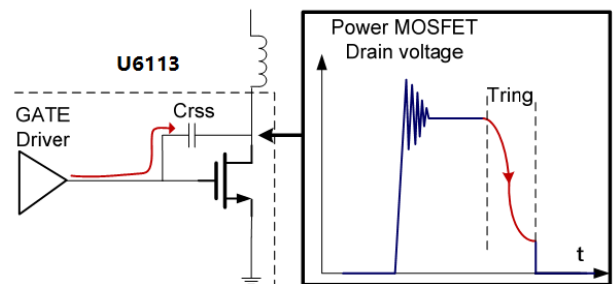 U6113
GATE
Driver
Crss
Power MOSFET
Drain voltage
Tring
t